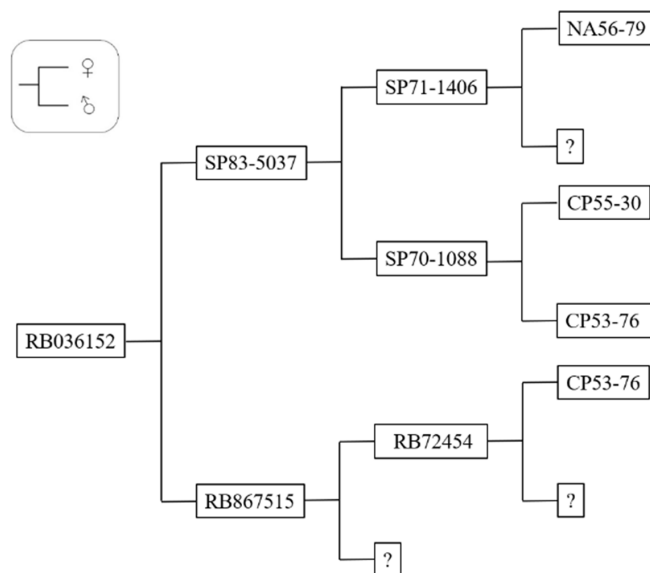 NA56-79
SP71-1406
?
SP83-5037
CP55-30
SP70-1088
CP53-76
RB036152
CP53-76
RB72454
RB867515
?
?